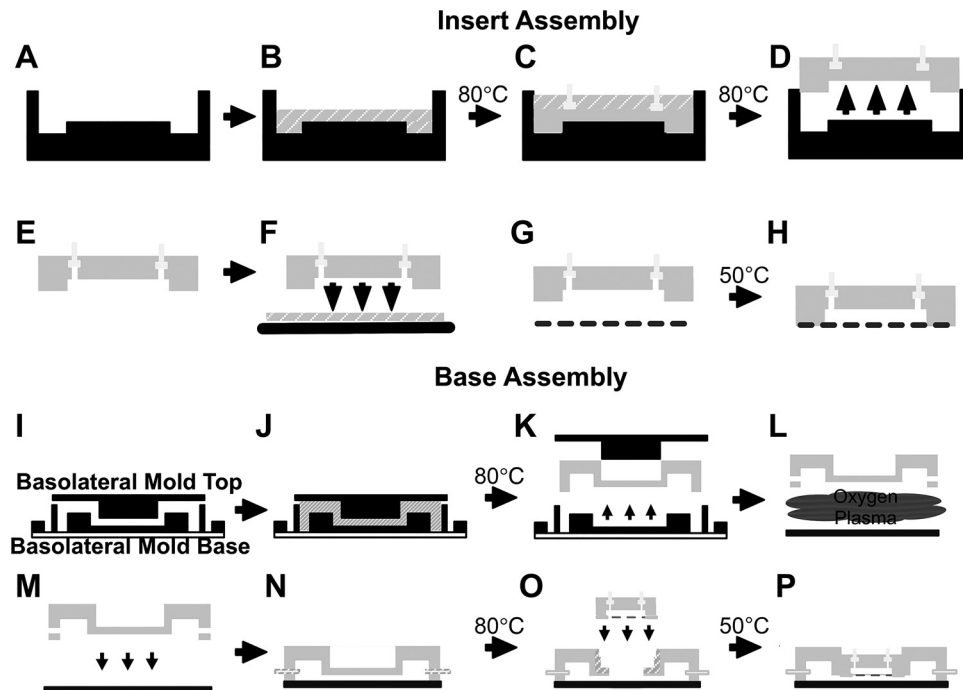 Insert Assembly
A B C D
80°C 80°C
E F G H
50°C
Base Assembly
I J K L
Basolateral Mold Top
80°C
Oxygen
Plasma
Basolateral Mold Base
M N O P
80°C 50°C